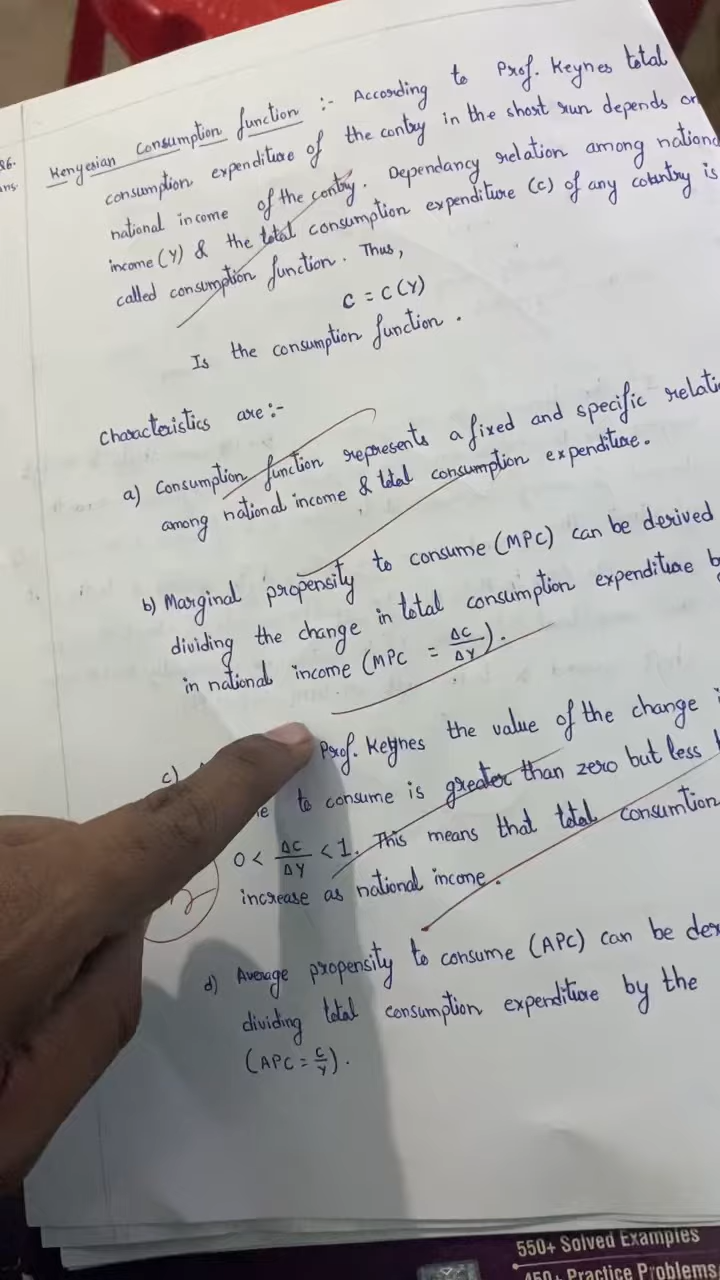 86.
ans.
Kenyesian Consumption function :- According to Prof. Keynes total
consumption expenditure of the contry in the short run depends on
national income of the contry. Dependancy relation among nationa
income (Y) & the total consumption expenditure (C) of any country is
called consumption function. Thus,
C = C(Y)
Is the consumption function.
Characteristics are:-
a) Consumption function represents a fixed and specific relati
among national income & total consumption expenditure.
b) Marginal propensity to consume (MPC) can be derived
dividing the change in total consumption expenditure b
in national income (MPC = ΔC/ΔY).
c) Prof. Keynes the value of the change i
to consume is greater than zero but less
0 < ΔC/ΔY < 1. This means that total consumtion
increase as national income.
d) Average propensity to consume (APC) can be der
dividing total consumption expenditure by the
(APC = C/Y).
550+ Solved Examples
450+ Practice Problems